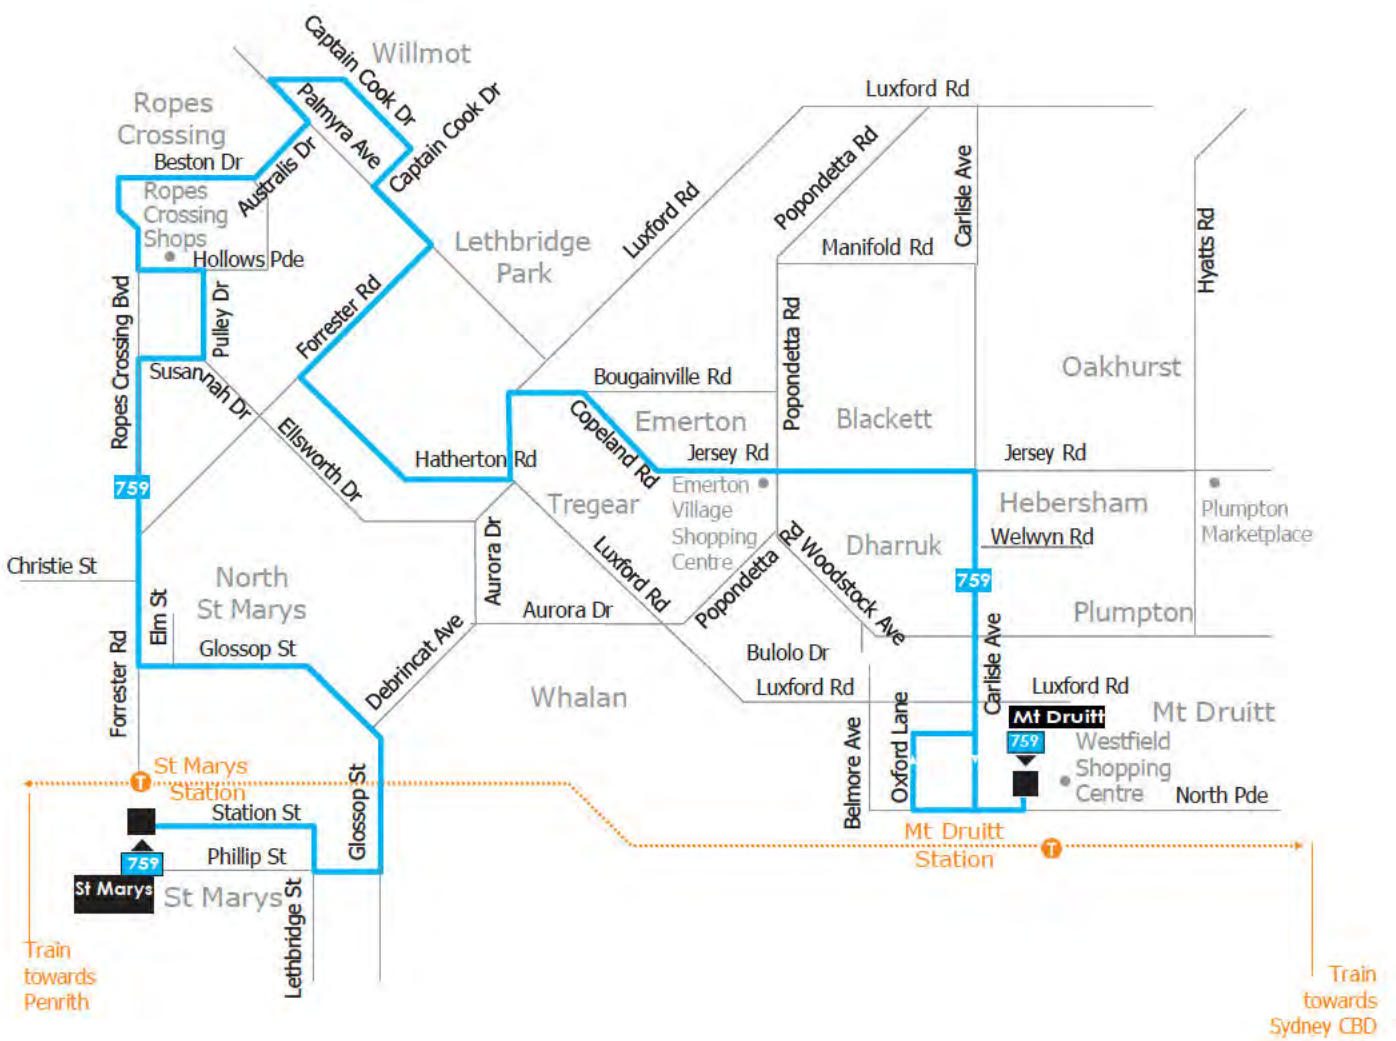 Captain Cook Dr
Willmot
Captain Cook Dr
Palmyra Ave
Ropes
Crossing
Beston Dr
Australis Dr
Ropes
Crossing
Shops
Hollows Pde
Ropes Crossing Bvd
Pulley Dr
Susannah Dr
Forrester Rd
Lethbridge
Park
Luxford Rd
Luxford Rd
Popondetta Rd
Carlisle Ave
Manifold Rd
Hyatts Rd
Popondetta Rd
Oakhurst
Bougainville Rd
Emerton
Blackett
Copeland Rd
Jersey Rd
Jersey Rd
Ellsworth Dr
Hatherton Rd
759
Tregear
Emerton
Village
Shopping
Centre
Hebersham
Plumpton
Marketplace
Welwyn Rd
Dharruk
759
Christie St
North
St Marys
Elm St
Aurora Dr
Luxford Rd
Popondetta Rd
Woodstock Ave
Aurora Dr
Plumpton
Forrester Rd
Glossop St
Debrincat Ave
Whalan
Bulolo Dr
Luxford Rd
Carlisle Ave
Luxford Rd
Mt Druitt
Mt Druitt
759
Westfield
Shopping
Centre
Belmore Ave
Oxford Lane
North Pde
T
St Marys
Station
Station St
Glossop St
Mt Druitt
Station
T
Phillip St
759
St Marys
St Marys
Lethbridge St
Train
towards
Penrith
Train
towards
Sydney CBD